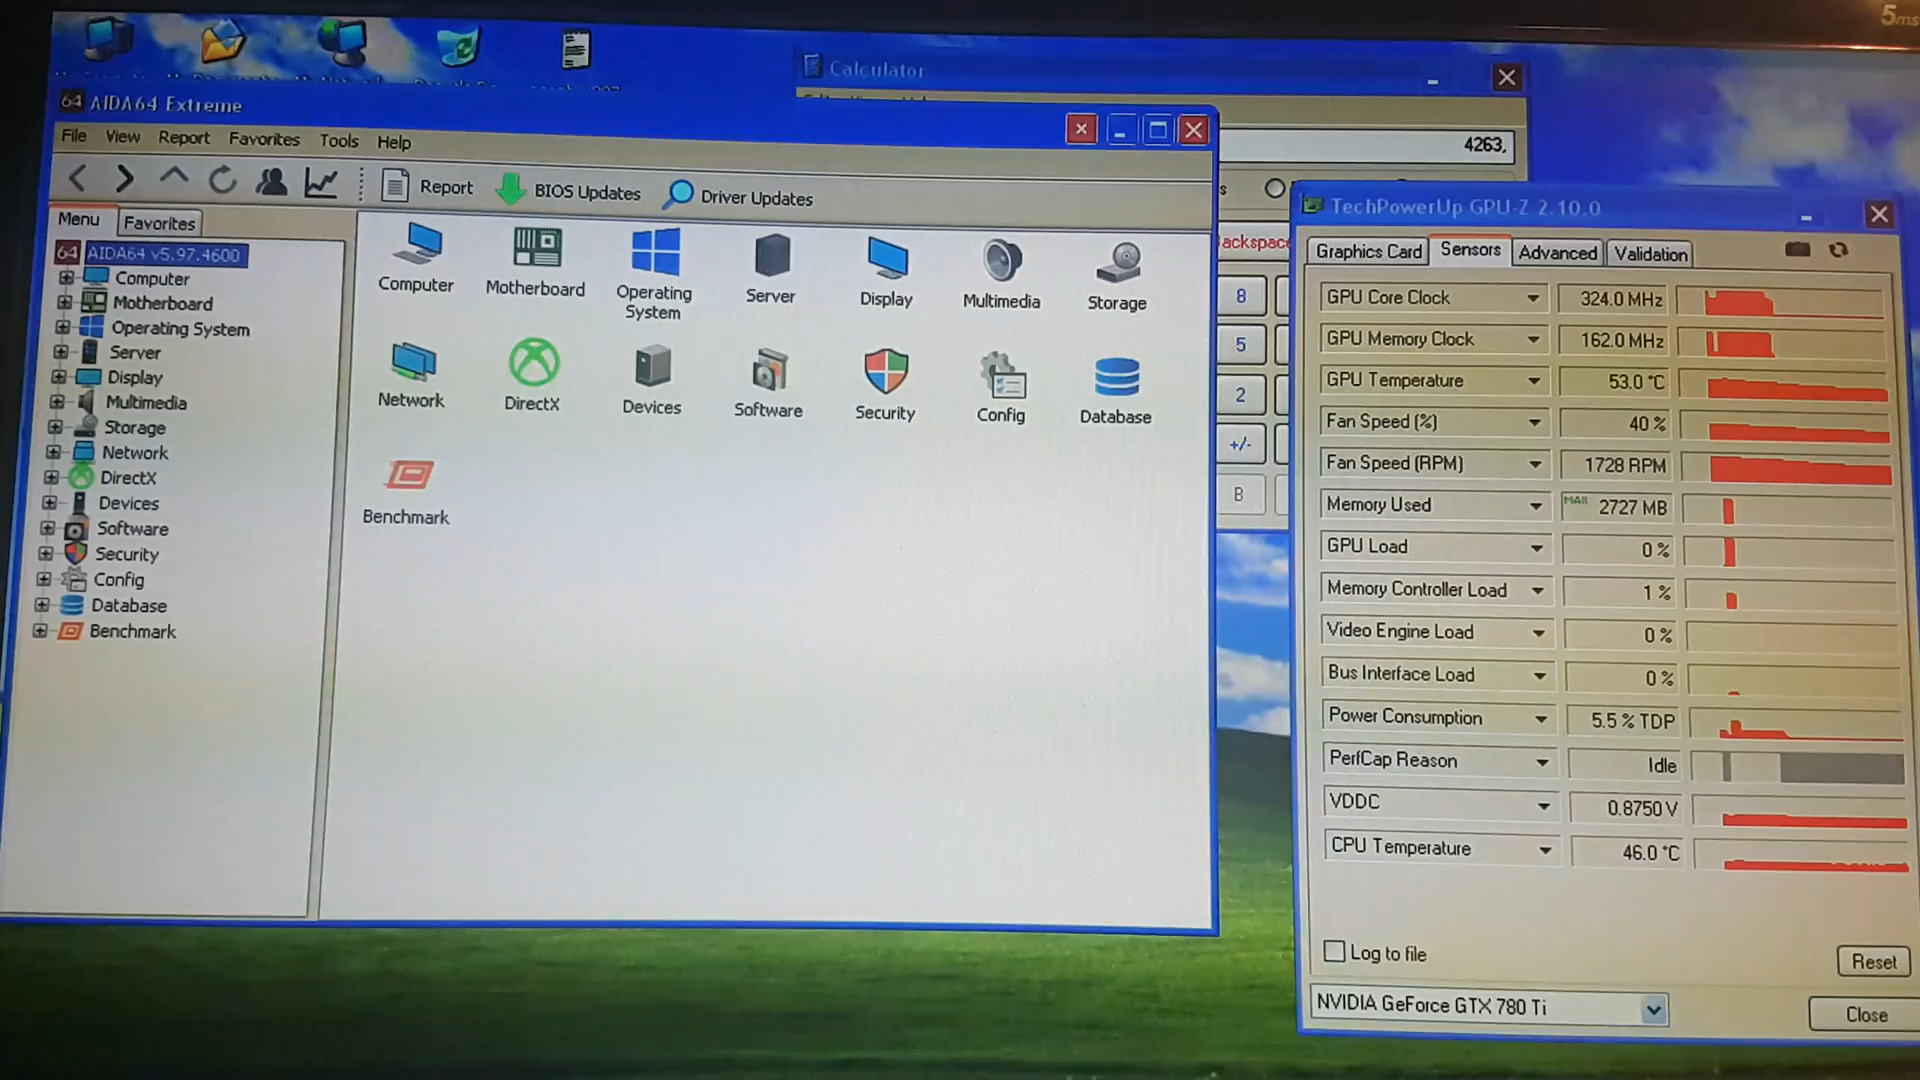 5ms
Calculator
4263.
Backspace
8
5
2
+/-
B
64 AIDA64 Extreme
File View Report Favorites Tools Help
Report BIOS Updates Driver Updates
Menu Favorites
64 AIDA64 v5.97.4600
Computer
Motherboard
Operating System
Server
Display
Multimedia
Storage
Network
DirectX
Devices
Software
Security
Config
Database
Benchmark
Computer Motherboard Operating System Server Display Multimedia Storage
Network DirectX Devices Software Security Config Database
Benchmark
TechPowerUp GPU-Z 2.10.0
Graphics Card Sensors Advanced Validation
GPU Core Clock 324.0 MHz
GPU Memory Clock 162.0 MHz
GPU Temperature 53.0 °C
Fan Speed (%) 40 %
Fan Speed (RPM) 1728 RPM
Memory Used MAX 2727 MB
GPU Load 0 %
Memory Controller Load 1 %
Video Engine Load 0 %
Bus Interface Load 0 %
Power Consumption 5.5 % TDP
PerfCap Reason Idle
VDDC 0.8750 V
CPU Temperature 46.0 °C
Log to file
Reset
NVIDIA GeForce GTX 780 Ti
Close